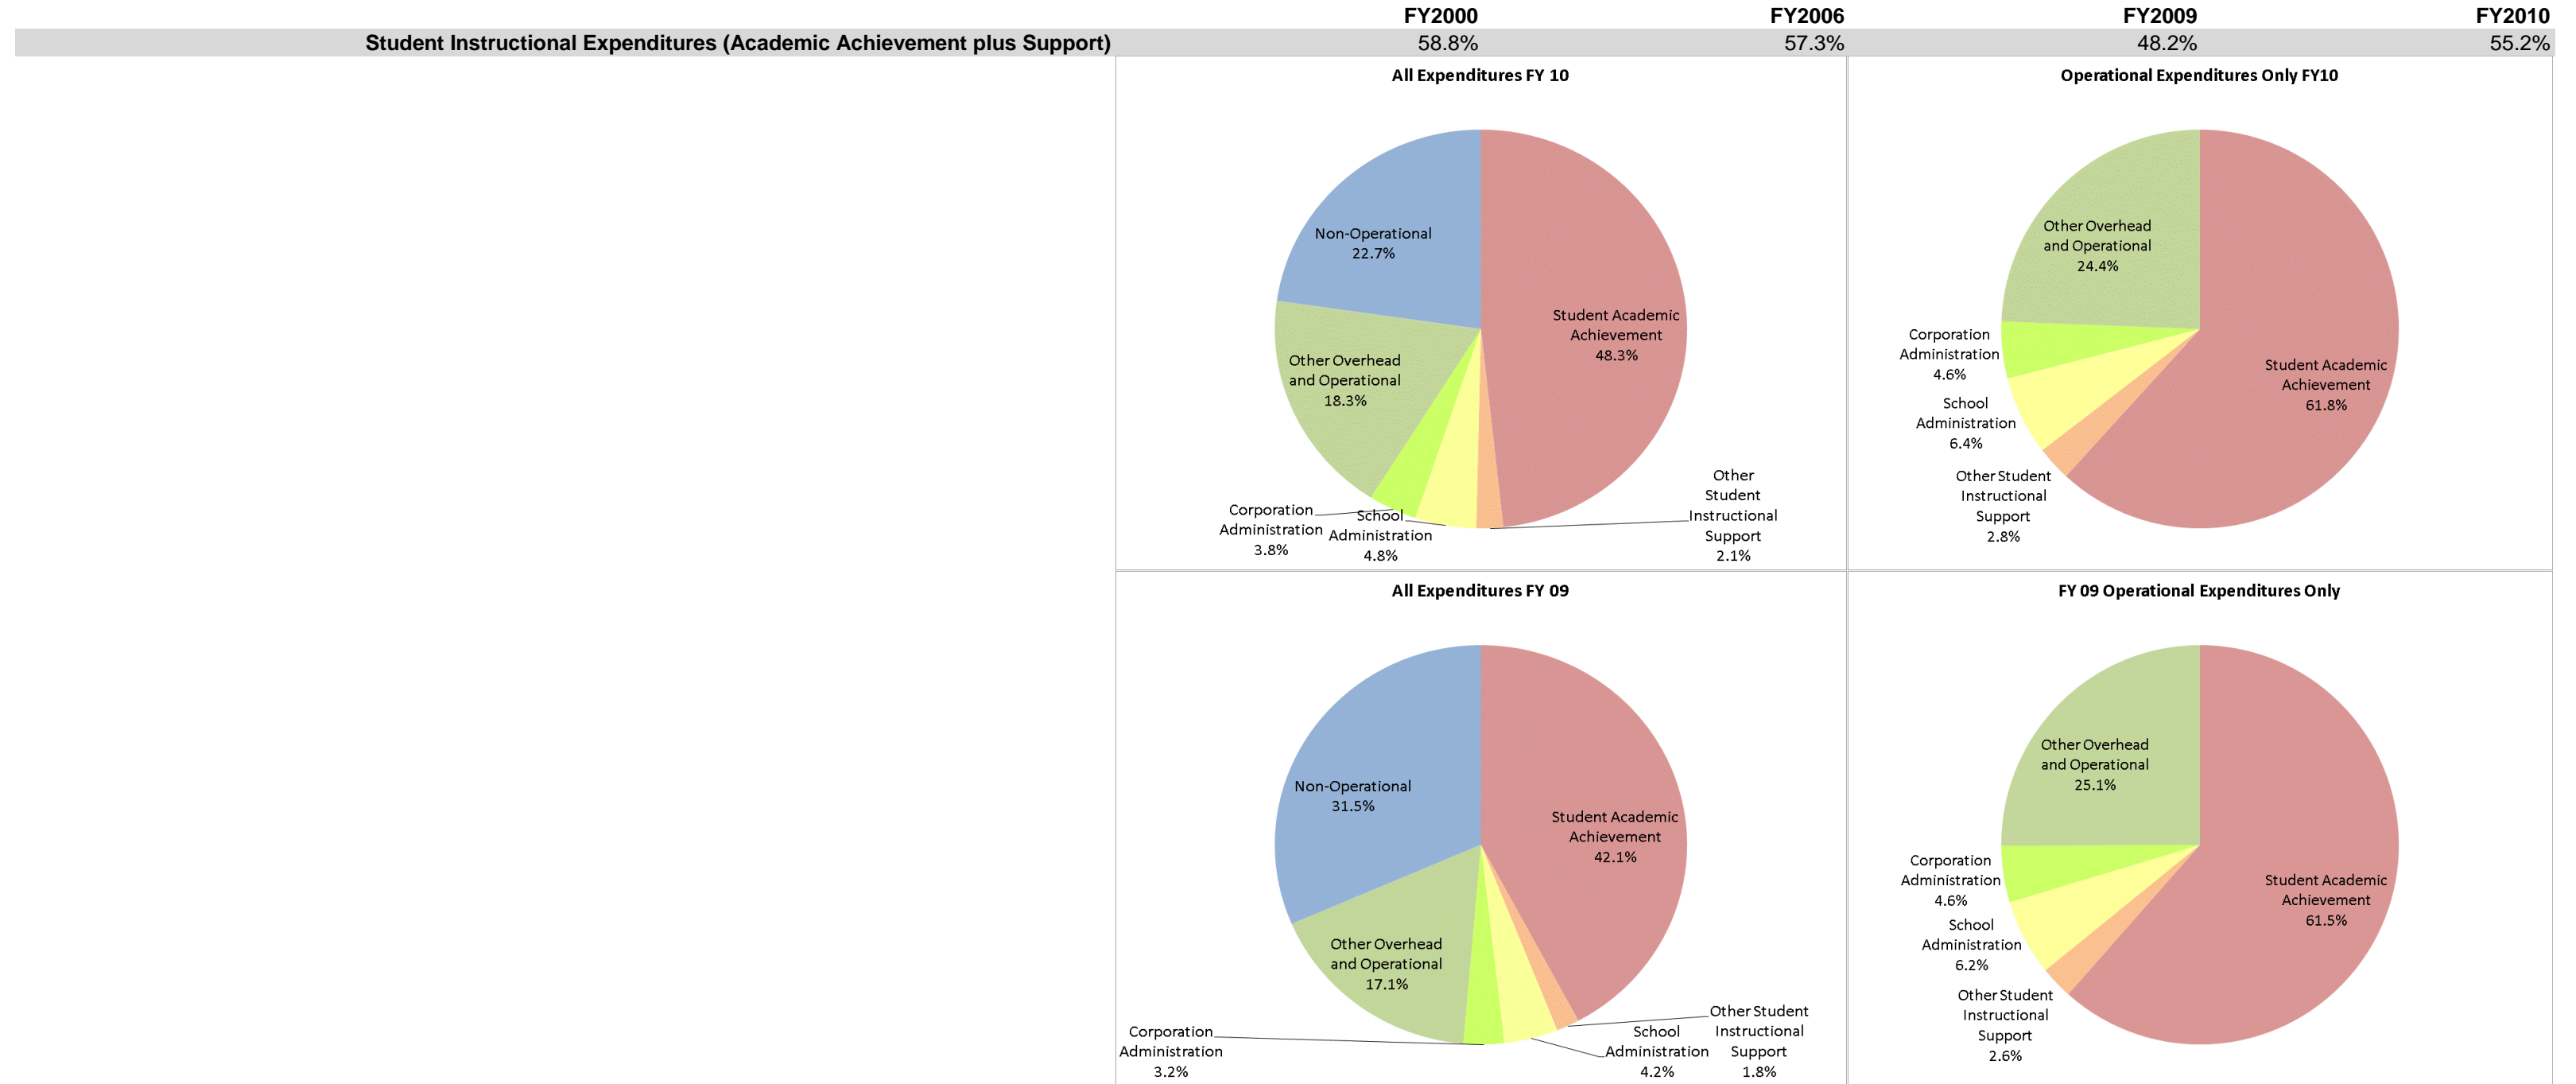 FY2000 FY2006 FY2009 FY2010
Student Instructional Expenditures (Academic Achievement plus Support) 58.8% 57.3% 48.2% 55.2%
All Expenditures FY 10
Non-Operational
22.7%
Student Academic
Achievement
48.3%
Other Overhead
and Operational
18.3%
Corporation
Administration
3.8%
School
Administration
4.8%
Other
Student
Instructional
Support
2.1%
Operational Expenditures Only FY10
Other Overhead
and Operational
24.4%
Corporation
Administration
4.6%
School
Administration
6.4%
Other Student
Instructional
Support
2.8%
Student Academic
Achievement
61.8%
All Expenditures FY 09
Non-Operational
31.5%
Student Academic
Achievement
42.1%
Other Overhead
and Operational
17.1%
Corporation
Administration
3.2%
School
Administration
4.2%
Other Student
Instructional
Support
1.8%
FY 09 Operational Expenditures Only
Other Overhead
and Operational
25.1%
Corporation
Administration
4.6%
School
Administration
6.2%
Other Student
Instructional
Support
2.6%
Student Academic
Achievement
61.5%